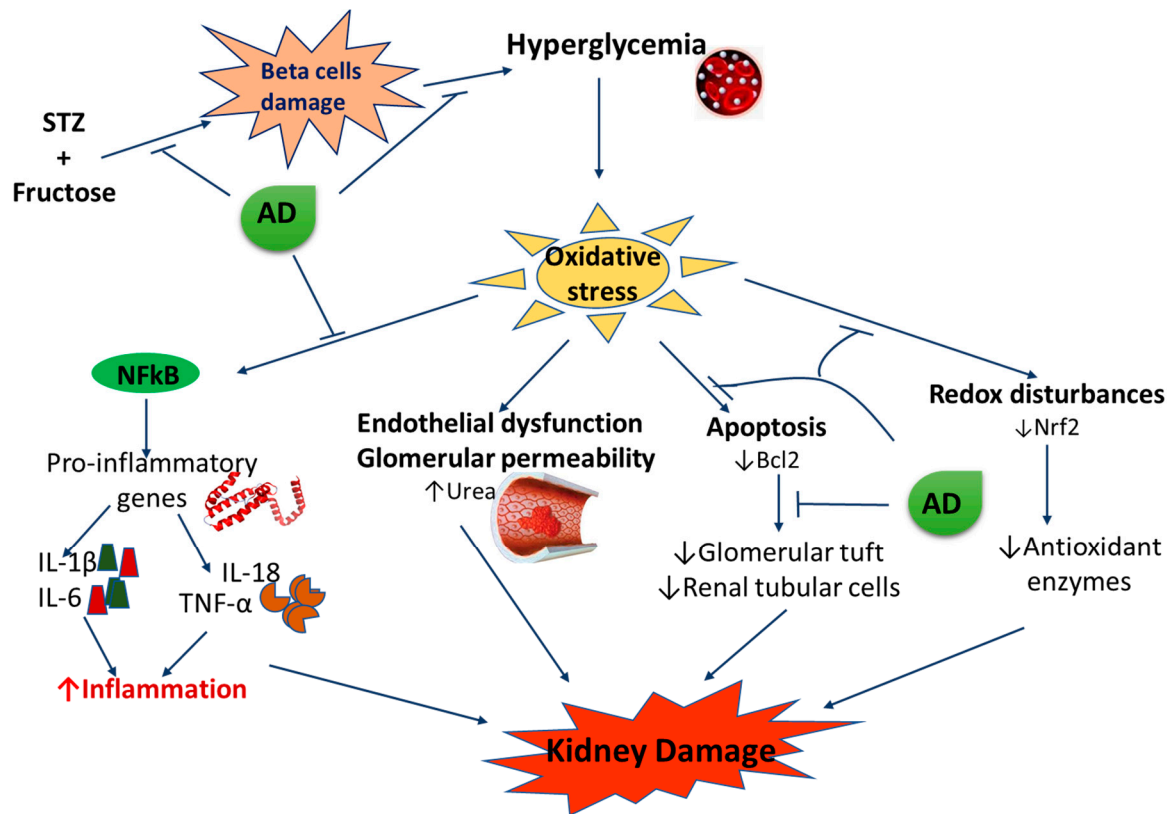 Hyperglycemia
Beta cells
damage
STZ
+
Fructose
AD
Oxidative
stress
NFkB
Pro-inflammatory
genes
IL-1β
IL-6
IL-18
TNF-α
↑Inflammation
Endothelial dysfunction
Glomerular permeability
↑Urea
Apoptosis
↓Bcl2
↓Glomerular tuft
↓Renal tubular cells
Redox disturbances
↓Nrf2
AD
↓Antioxidant
enzymes
Kidney Damage